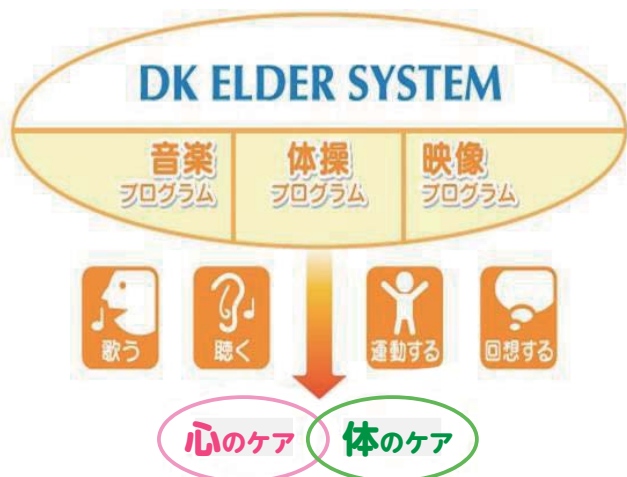 DK ELDER SYSTEM
音楽
プログラム
体操
プログラム
映像
プログラム
歌う
聴く
運動する
回想する
心のケア
体のケア